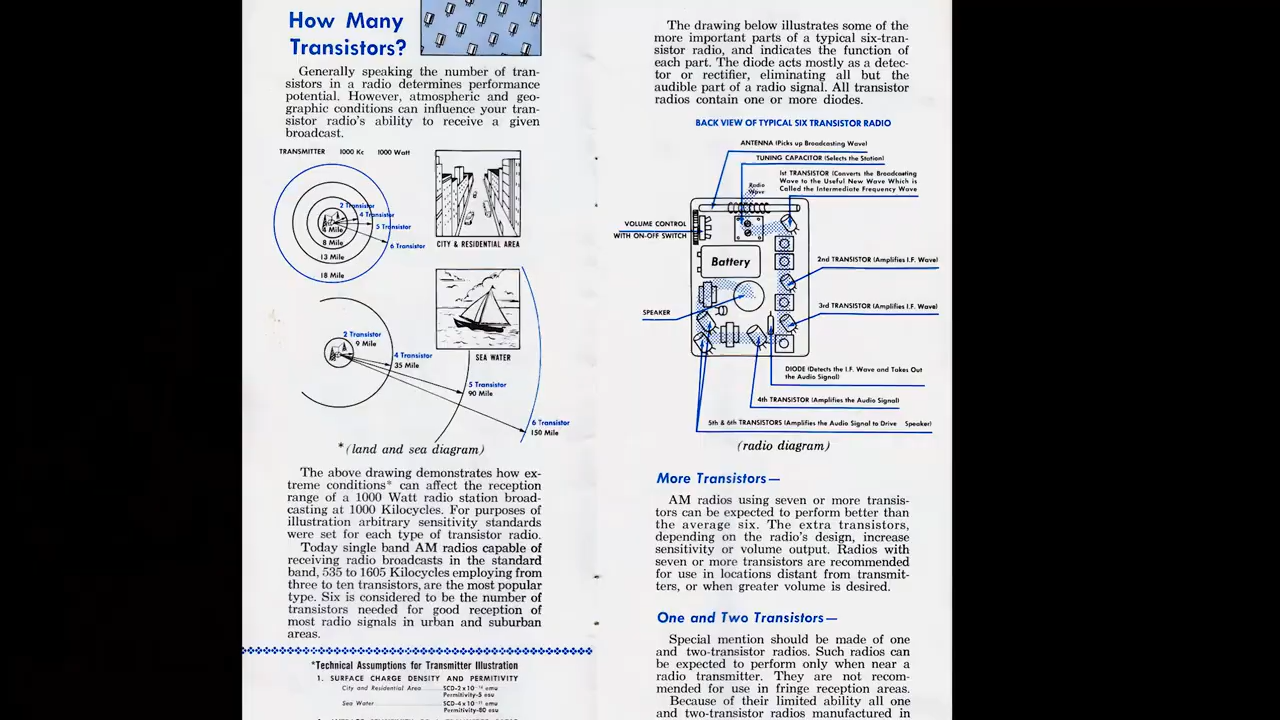 How Many
Transistors?
Generally speaking the number of tran-
sistors in a radio determines performance
potential. However, atmospheric and geo-
graphic conditions can influence your tran-
sistor radio's ability to receive a given
broadcast.
TRANSMITTER 1000 Kc 1000 Watt
2 Transistor
4 Transistor
5 Transistor
6 Transistor
4 Mile
8 Mile
13 Mile
18 Mile
CITY & RESIDENTIAL AREA
2 Transistor
9 Mile
4 Transistor
35 Mile
5 Transistor
90 Mile
6 Transistor
150 Mile
SEA WATER
*(land and sea diagram)
The above drawing demonstrates how ex-
treme conditions* can affect the reception
range of a 1000 Watt radio station broad-
casting at 1000 Kilocycles. For purposes of
illustration arbitrary sensitivity standards
were set for each type of transistor radio.
Today single band AM radios capable of
receiving radio broadcasts in the standard
band, 535 to 1605 Kilocycles employing from
three to ten transistors, are the most popular
type. Six is considered to be the number of
transistors needed for good reception of
most radio signals in urban and suburban
areas.
*Technical Assumptions for Transmitter Illustration
1. SURFACE CHARGE DENSITY AND PERMITIVITY
City and Residential Area SCD-2 x 10⁻¹⁴ emu
Permitivity-5 esu
Sea Water SCD-4 x 10⁻¹¹ emu
Permitivity-80 esu
The drawing below illustrates some of the
more important parts of a typical six-tran-
sistor radio, and indicates the function of
each part. The diode acts mostly as a detec-
tor or rectifier, eliminating all but the
audible part of a radio signal. All transistor
radios contain one or more diodes.
BACK VIEW OF TYPICAL SIX TRANSISTOR RADIO
ANTENNA (Picks up Broadcasting Wave)
TUNING CAPACITOR (Selects the Station)
1st TRANSISTOR (Converts the Broadcasting
Wave to the Useful New Wave Which is
Called the Intermediate Frequency Wave
Radio
Wave
VOLUME CONTROL
WITH ON-OFF SWITCH
Battery
2nd TRANSISTOR (Amplifies I.F. Wave)
3rd TRANSISTOR (Amplifies I.F. Wave)
SPEAKER
DIODE (Detects the I.F. Wave and Takes Out
the Audio Signal)
4th TRANSISTOR (Amplifies the Audio Signal)
5th & 6th TRANSISTORS (Amplifies the Audio Signal to Drive Speaker)
(radio diagram)
More Transistors—
AM radios using seven or more transis-
tors can be expected to perform better than
the average six. The extra transistors,
depending on the radio's design, increase
sensitivity or volume output. Radios with
seven or more transistors are recommended
for use in locations distant from transmit-
ters, or when greater volume is desired.
One and Two Transistors—
Special mention should be made of one
and two-transistor radios. Such radios can
be expected to perform only when near a
radio transmitter. They are not recom-
mended for use in fringe reception areas.
Because of their limited ability all one
and two-transistor radios manufactured in